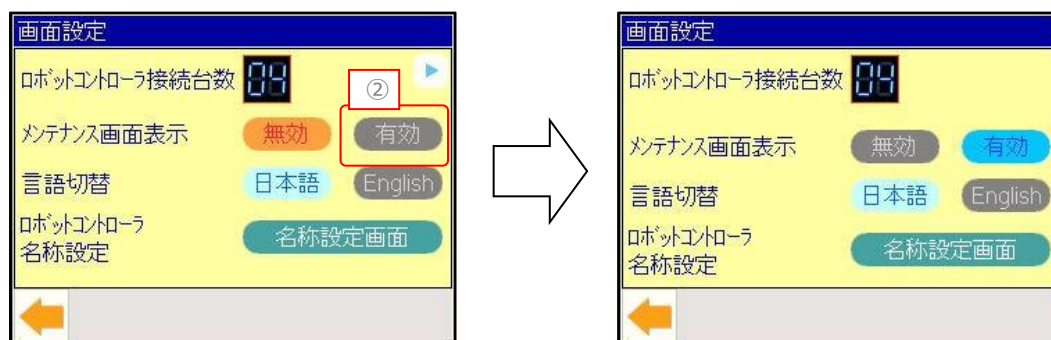 画面設定
ロボットコントローラ接続台数 04
②
メンテナンス画面表示 無効 有効
言語切替 日本語 English
ロボットコントローラ
名称設定 名称設定画面
画面設定
ロボットコントローラ接続台数 04
メンテナンス画面表示 無効 有効
言語切替 日本語 English
ロボットコントローラ
名称設定 名称設定画面